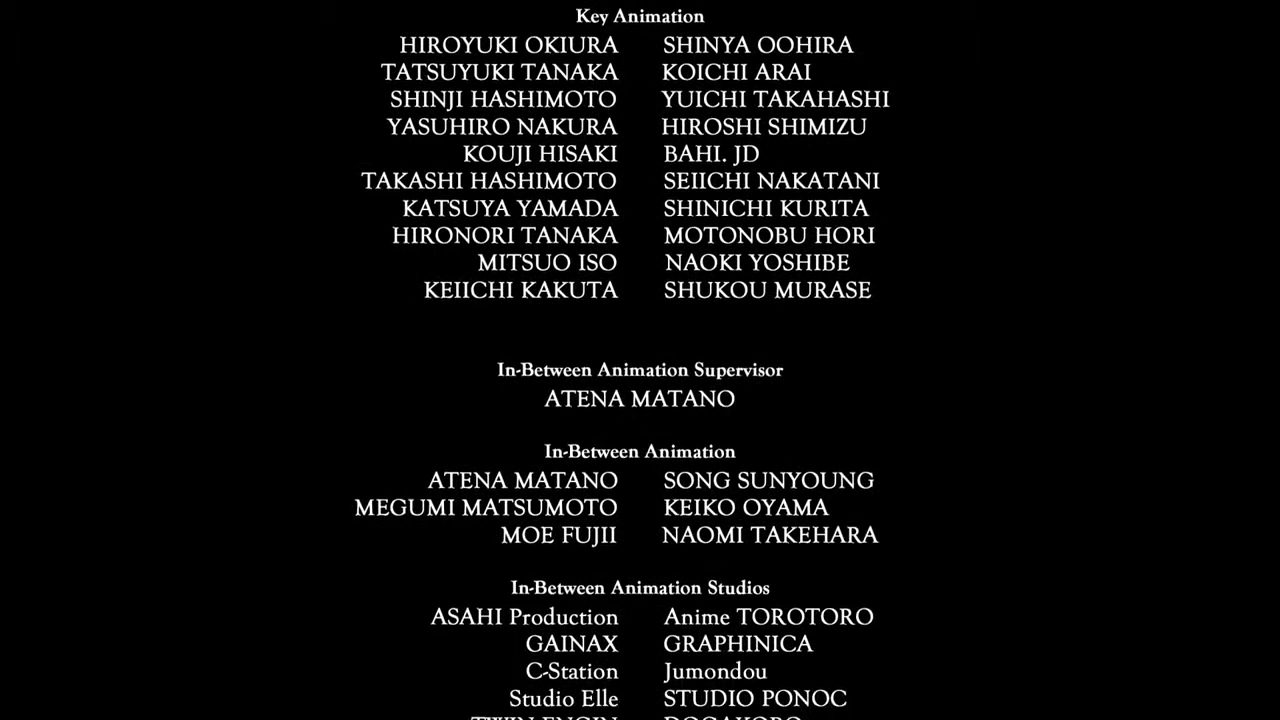 Key Animation
HIROYUKI OKIURA SHINYA OOHIRA
TATSUYUKI TANAKA KOICHI ARAI
SHINJI HASHIMOTO YUICHI TAKAHASHI
YASUHIRO NAKURA HIROSHI SHIMIZU
KOUJI HISAKI BAHI. JD
TAKASHI HASHIMOTO SEIICHI NAKATANI
KATSUYA YAMADA SHINICHI KURITA
HIRONORI TANAKA MOTONOBU HORI
MITSUO ISO NAOKI YOSHIBE
KEIICHI KAKUTA SHUKOU MURASE
In-Between Animation Supervisor
ATENA MATANO
In-Between Animation
ATENA MATANO SONG SUNYOUNG
MEGUMI MATSUMOTO KEIKO OYAMA
MOE FUJII NAOMI TAKEHARA
In-Between Animation Studios
ASAHI Production Anime TOROTORO
GAINAX GRAPHINICA
C-Station Jumondou
Studio Elle STUDIO PONOC
TWIN ENGIN DOGAKOBO